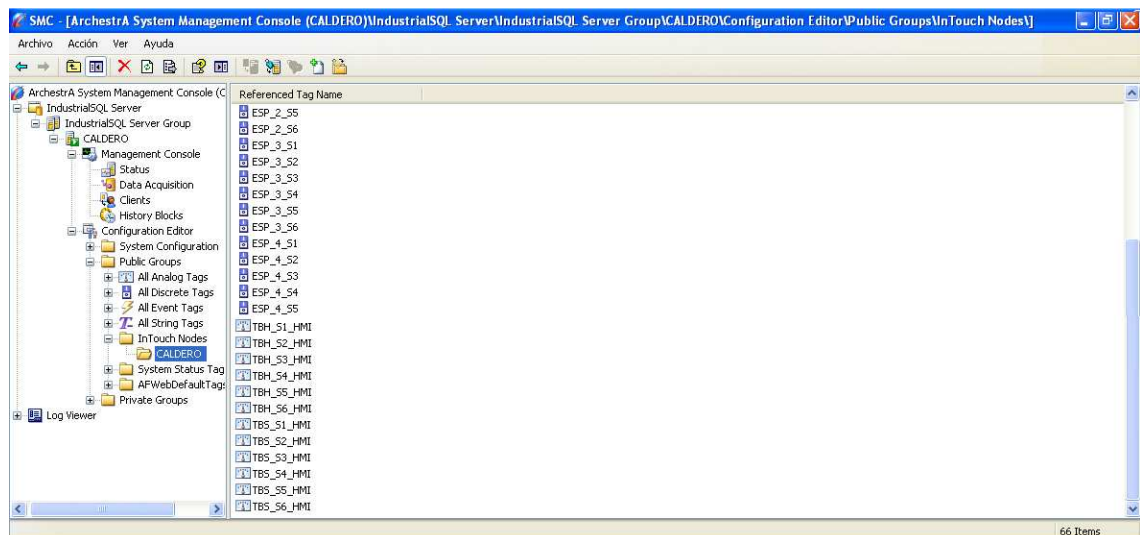 SMC - [ArchestrA System Management Console (CALDERO)\IndustrialSQL Server\IndustrialSQL Server Group\CALDERO\Configuration Editor\Public Groups\InTouch Nodes\]
Archivo Acción Ver Ayuda
ArchestrA System Management Console (C
IndustrialSQL Server
IndustrialSQL Server Group
CALDERO
Management Console
Status
Data Acquisition
Clients
History Blocks
Configuration Editor
System Configuration
Public Groups
All Analog Tags
All Discrete Tags
All Event Tags
All String Tags
InTouch Nodes
CALDERO
System Status Tag
AFWebDefaultTags
Private Groups
Log Viewer
Referenced Tag Name
ESP_2_S5
ESP_2_S6
ESP_3_S1
ESP_3_S2
ESP_3_S3
ESP_3_S4
ESP_3_S5
ESP_3_S6
ESP_4_S1
ESP_4_S2
ESP_4_S3
ESP_4_S4
ESP_4_S5
TBH_S1_HMI
TBH_S2_HMI
TBH_S3_HMI
TBH_S4_HMI
TBH_S5_HMI
TBH_S6_HMI
TBS_S1_HMI
TBS_S2_HMI
TBS_S3_HMI
TBS_S4_HMI
TBS_S5_HMI
TBS_S6_HMI
66 Items